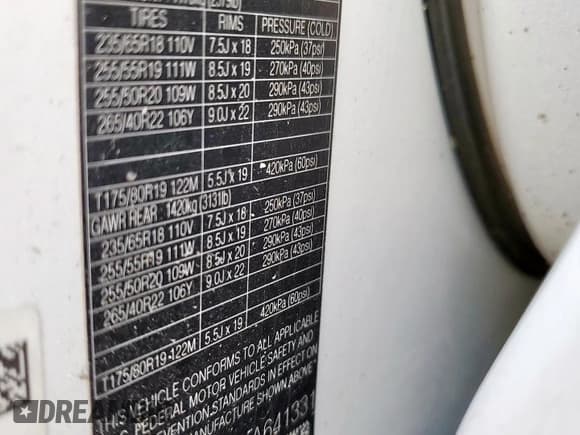 (2579lb)
TIRES RIMS PRESSURE (COLD)
235/65R18 110V 7.5J x 18 250kPa (37psi)
255/55R19 111W 8.5J x 19 270kPa (40psi)
255/50R20 109W 8.5J x 20 290kPa (43psi)
265/40R22 106Y 9.0J x 22 290kPa (43psi)
T175/80R19 122M 5.5J x 19 420kPa (60psi)
GAWR REAR 1420kg (3131lb)
235/65R18 110V 7.5J x 18 250kPa (37psi)
255/55R19 111W 8.5J x 19 270kPa (40psi)
255/50R20 109W 8.5J x 20 290kPa (43psi)
265/40R22 106Y 9.0J x 22 290kPa (43psi)
T175/80R19 122M 5.5J x 19 420kPa (60psi)
THIS VEHICLE CONFORMS TO ALL APPLICABLE
FEDERAL MOTOR VEHICLE SAFETY AND
PREVENTION STANDARDS IN EFFECT ON
MANUFACTURE SHOWN ABOVE
A641331